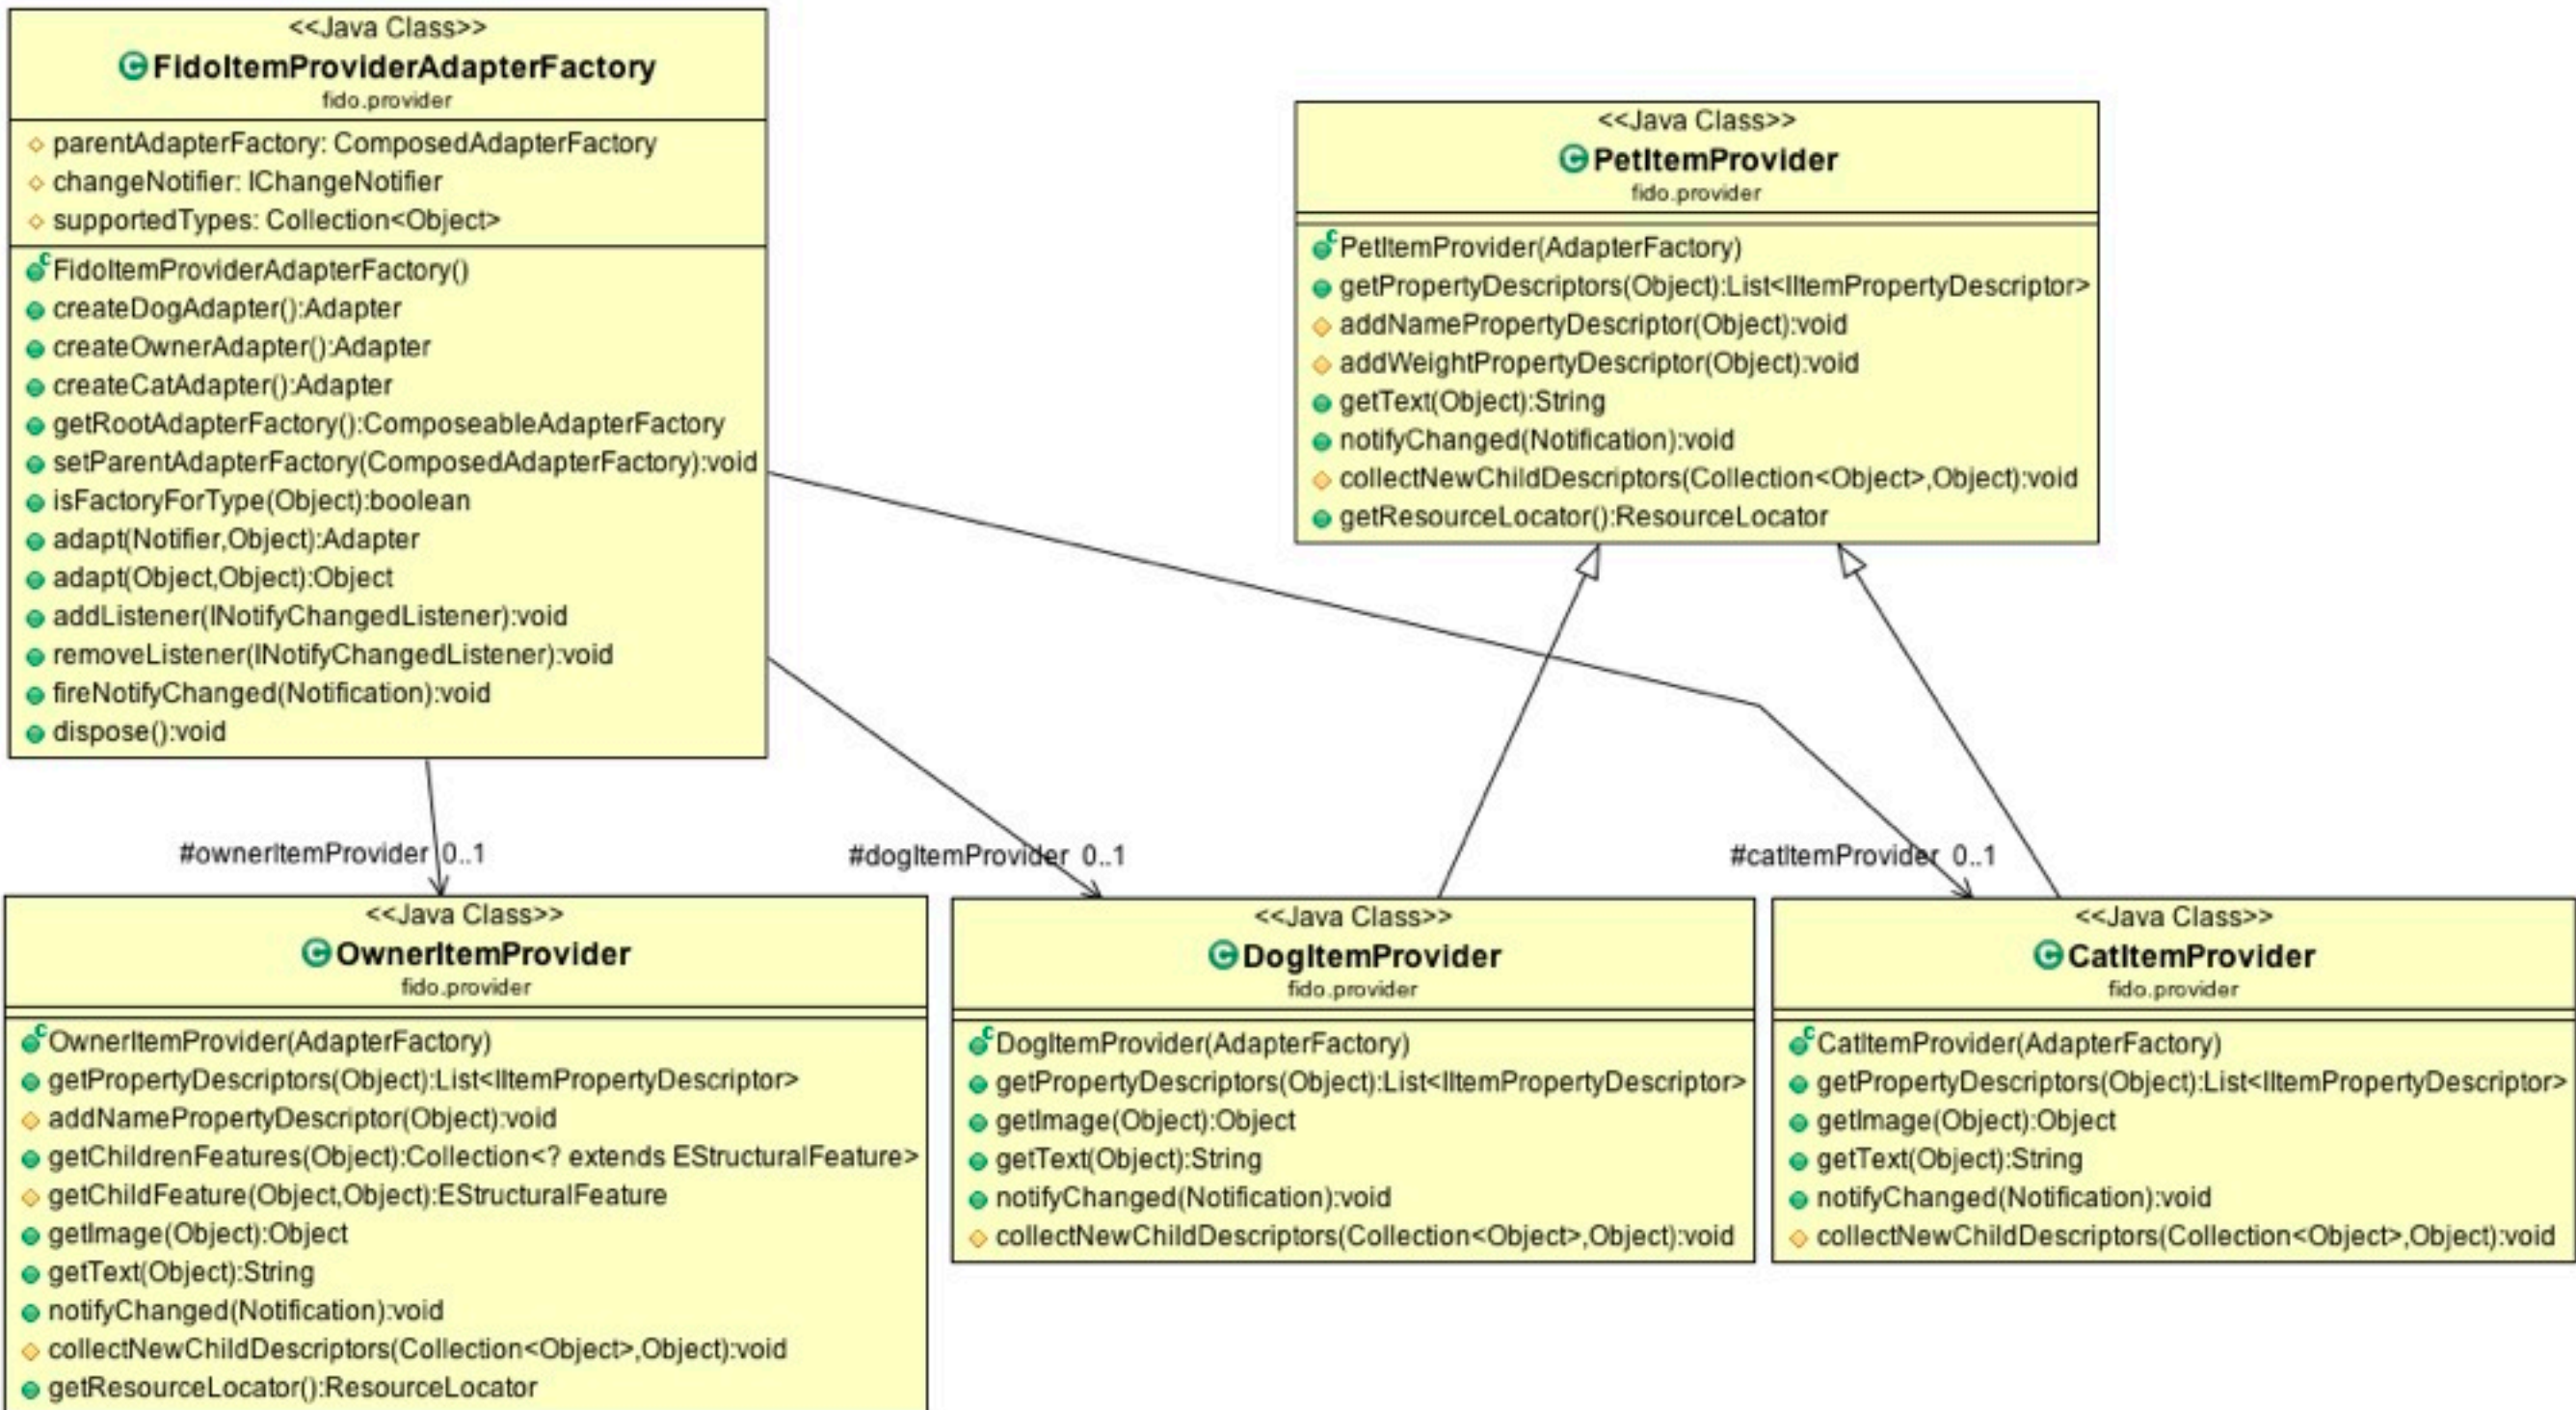 <<Java Class>>
FidoItemProviderAdapterFactory
fido.provider
parentAdapterFactory: ComposedAdapterFactory
changeNotifier: IChangeNotifier
supportedTypes: Collection<Object>
FidoItemProviderAdapterFactory()
createDogAdapter():Adapter
createOwnerAdapter():Adapter
createCatAdapter():Adapter
getRootAdapterFactory():ComposeableAdapterFactory
setParentAdapterFactory(ComposedAdapterFactory):void
isFactoryForType(Object):boolean
adapt(Notifier,Object):Adapter
adapt(Object,Object):Object
addListener(INotifyChangedListener):void
removeListener(INotifyChangedListener):void
fireNotifyChanged(Notification):void
dispose():void
<<Java Class>>
PetItemProvider
fido.provider
PetItemProvider(AdapterFactory)
getPropertyDescriptors(Object):List<IItemPropertyDescriptor>
addNamePropertyDescriptor(Object):void
addWeightPropertyDescriptor(Object):void
getText(Object):String
notifyChanged(Notification):void
collectNewChildDescriptors(Collection<Object>,Object):void
getResourceLocator():ResourceLocator
#ownerItemProvider 0..1
#dogItemProvider 0..1
#catItemProvider 0..1
<<Java Class>>
OwnerItemProvider
fido.provider
OwnerItemProvider(AdapterFactory)
getPropertyDescriptors(Object):List<IItemPropertyDescriptor>
addNamePropertyDescriptor(Object):void
getChildrenFeatures(Object):Collection<? extends EStructuralFeature>
getChildFeature(Object,Object):EStructuralFeature
getImage(Object):Object
getText(Object):String
notifyChanged(Notification):void
collectNewChildDescriptors(Collection<Object>,Object):void
getResourceLocator():ResourceLocator
<<Java Class>>
DogItemProvider
fido.provider
DogItemProvider(AdapterFactory)
getPropertyDescriptors(Object):List<IItemPropertyDescriptor>
getImage(Object):Object
getText(Object):String
notifyChanged(Notification):void
collectNewChildDescriptors(Collection<Object>,Object):void
<<Java Class>>
CatItemProvider
fido.provider
CatItemProvider(AdapterFactory)
getPropertyDescriptors(Object):List<IItemPropertyDescriptor>
getImage(Object):Object
getText(Object):String
notifyChanged(Notification):void
collectNewChildDescriptors(Collection<Object>,Object):void